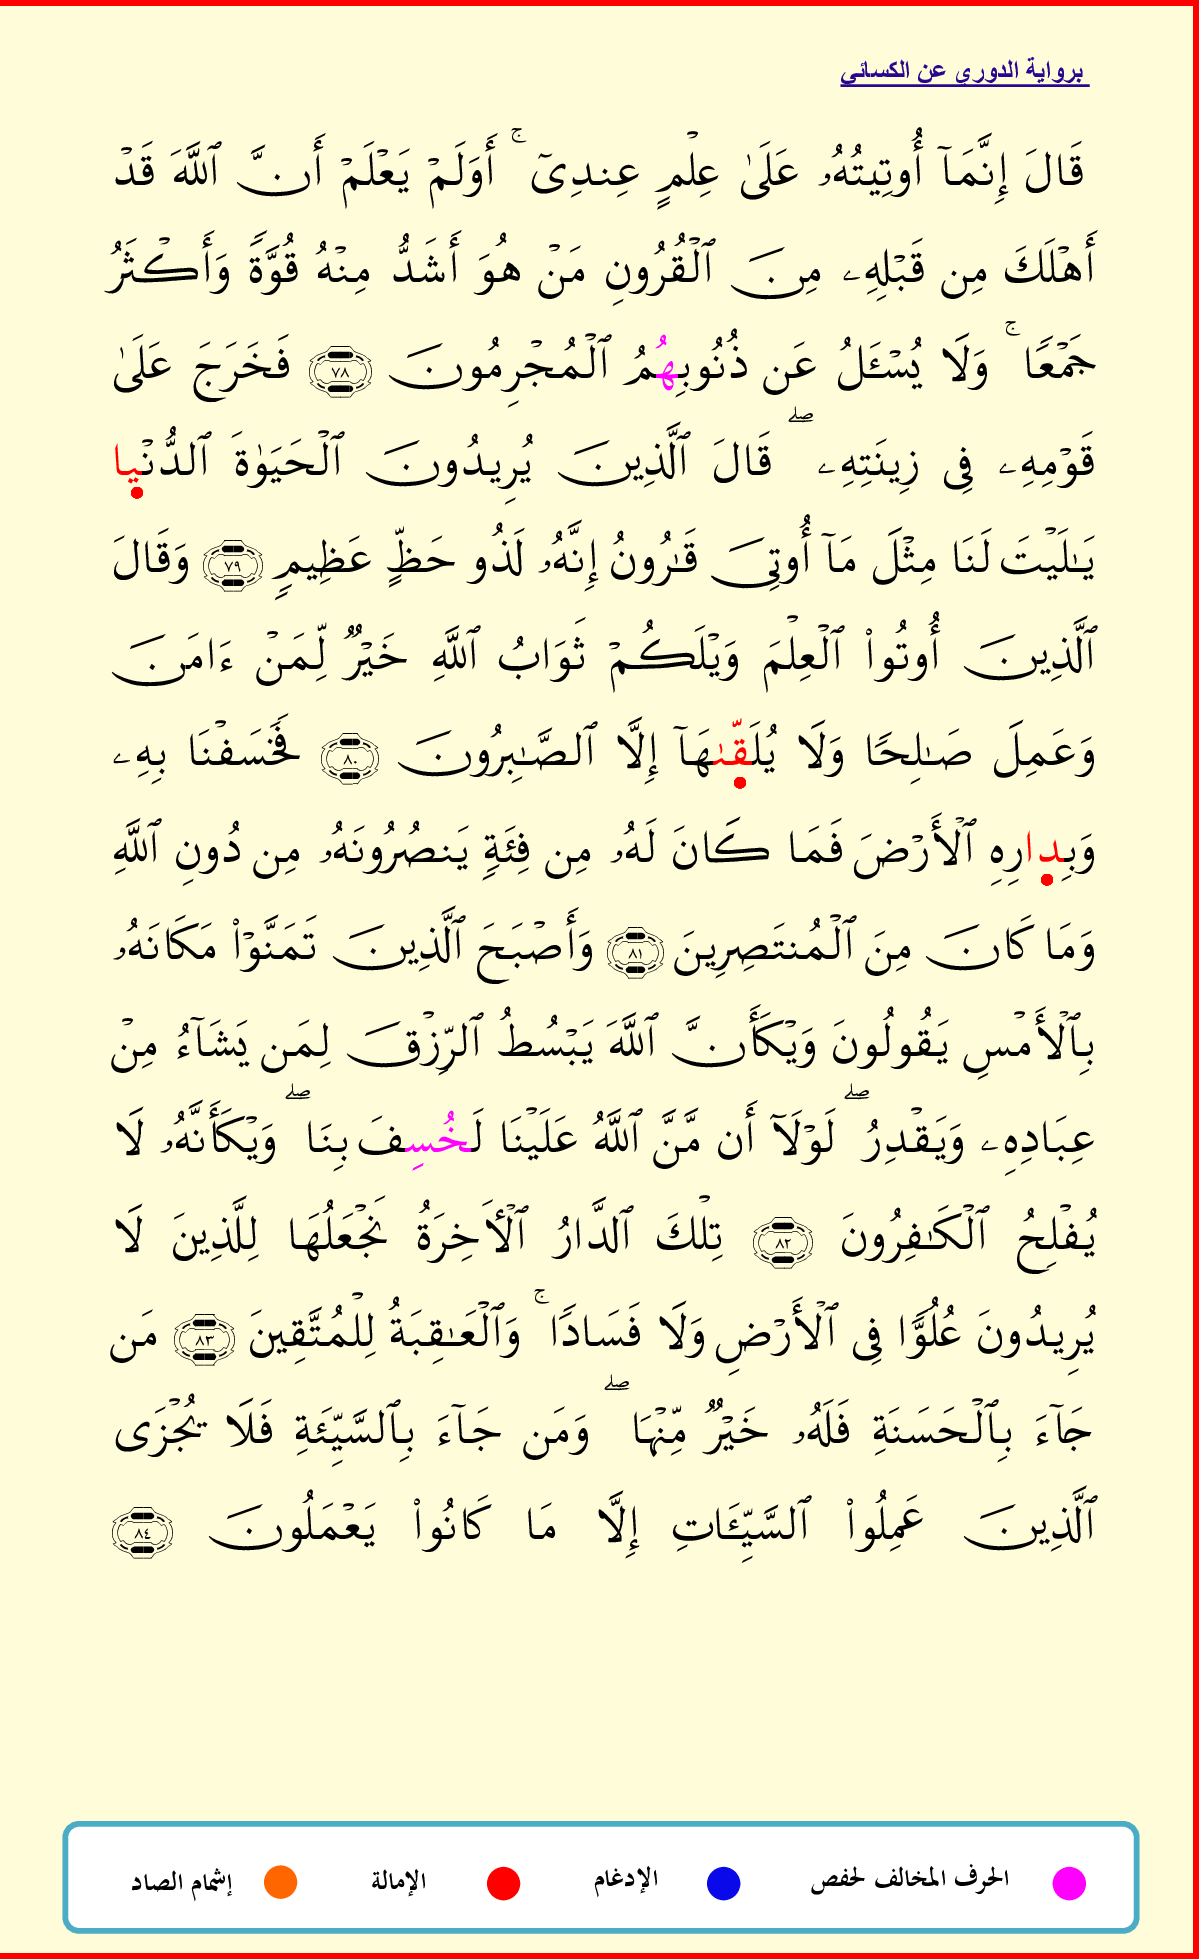 برواية الدوري عن الكسائي
قَالَ إِنَّمَآ أُوتِيتُهُۥ عَلَىٰ عِلۡمٍ عِندِيٓۚ أَوَلَمۡ يَعۡلَمۡ أَنَّ ٱللَّهَ قَدۡ
أَهۡلَكَ مِن قَبۡلِهِۦ مِنَ ٱلۡقُرُونِ مَنۡ هُوَ أَشَدُّ مِنۡهُ قُوَّةٗ وَأَكۡثَرُ
جَمۡعٗاۚ وَلَا يُسۡـَٔلُ عَن ذُنُوبِهُمُ ٱلۡمُجۡرِمُونَ ٧٨ فَخَرَجَ عَلَىٰ
قَوۡمِهِۦ فِي زِينَتِهِۦۖ قَالَ ٱلَّذِينَ يُرِيدُونَ ٱلۡحَيَوٰةَ ٱلدُّنۡيا
يَٰلَيۡتَ لَنَا مِثۡلَ مَآ أُوتِيَ قَٰرُونُ إِنَّهُۥ لَذُو حَظٍّ عَظِيمٖ ٧٩ وَقَالَ
ٱلَّذِينَ أُوتُواْ ٱلۡعِلۡمَ وَيۡلَكُمۡ ثَوَابُ ٱللَّهِ خَيۡرٞ لِّمَنۡ ءَامَنَ
وَعَمِلَ صَٰلِحٗا وَلَا يُلَقّىٰهَآ إِلَّا ٱلصَّٰبِرُونَ ٨٠ فَخَسَفۡنَا بِهِۦ
وَبِدارِهِ ٱلۡأَرۡضَ فَمَا كَانَ لَهُۥ مِن فِئَةٖ يَنصُرُونَهُۥ مِن دُونِ ٱللَّهِ
وَمَا كَانَ مِنَ ٱلۡمُنتَصِرِينَ ٨١ وَأَصۡبَحَ ٱلَّذِينَ تَمَنَّوۡاْ مَكَانَهُۥ
بِٱلۡأَمۡسِ يَقُولُونَ وَيۡكَأَنَّ ٱللَّهَ يَبۡسُطُ ٱلرِّزۡقَ لِمَن يَشَآءُ مِنۡ
عِبَادِهِۦ وَيَقۡدِرُۖ لَوۡلَآ أَن مَّنَّ ٱللَّهُ عَلَيۡنَا لَخُسِفَ بِنَاۖ وَيۡكَأَنَّهُۥ لَا
يُفۡلِحُ ٱلۡكَٰفِرُونَ ٨٢ تِلۡكَ ٱلدَّارُ ٱلۡأٓخِرَةُ نَجۡعَلُهَا لِلَّذِينَ لَا
يُرِيدُونَ عُلُوّٗا فِي ٱلۡأَرۡضِ وَلَا فَسَادٗاۚ وَٱلۡعَٰقِبَةُ لِلۡمُتَّقِينَ ٨٣ مَن
جَآءَ بِٱلۡحَسَنَةِ فَلَهُۥ خَيۡرٞ مِّنۡهَاۖ وَمَن جَآءَ بِٱلسَّيِّئَةِ فَلَا يُجۡزَى
ٱلَّذِينَ عَمِلُواْ ٱلسَّيِّـَٔاتِ إِلَّا مَا كَانُواْ يَعۡمَلُونَ ٨٤
الحرف المخالف لحفص الإدغام الإمالة إشمام الصاد